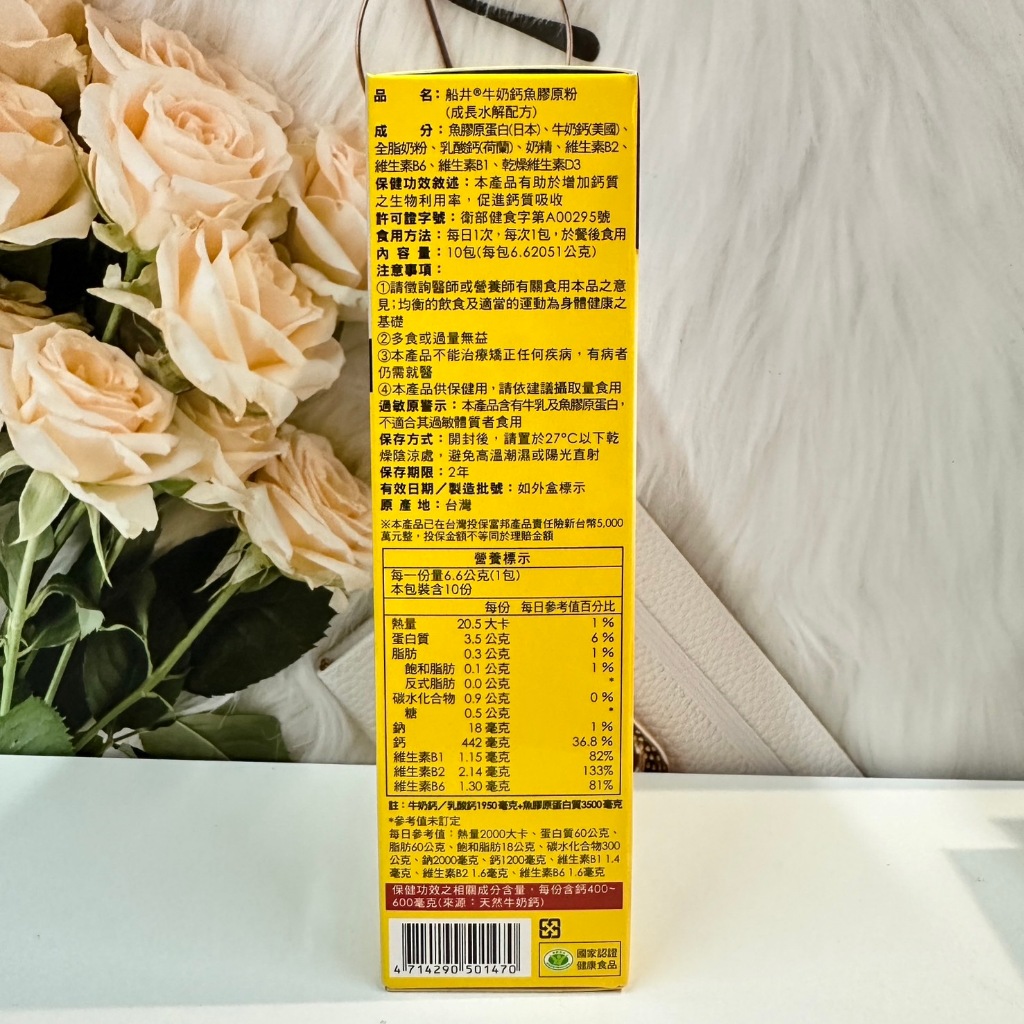 品　　名：船井®牛奶鈣魚膠原粉
(成長水解配方)
成　　分：魚膠原蛋白(日本)、牛奶鈣(美國)、
全脂奶粉、乳酸鈣(荷蘭)、奶精、維生素B2、
維生素B6、維生素B1、乾燥維生素D3
保健功效敘述：本產品有助於增加鈣質
之生物利用率，促進鈣質吸收
許可證字號：衛部健食字第A00295號
食用方法：每日1次，每次1包，於餐後食用
內 容 量：10包(每包6.62051公克)
注意事項：
①請徵詢醫師或營養師有關食用本品之意
見；均衡的飲食及適當的運動為身體健康之
基礎
②多食或過量無益
③本產品不能治療矯正任何疾病，有病者
仍需就醫
④本產品供保健用，請依建議攝取量食用
過敏原警示：本產品含有牛乳及魚膠原蛋白，
不適合其過敏體質者食用
保存方式：開封後，請置於27°C以下乾
燥陰涼處，避免高溫潮濕或陽光直射
保存期限：2年
有效日期／製造批號：如外盒標示
原 產 地：台灣
※本產品已在台灣投保富邦產品責任險新台幣5,000
萬元整，投保金額不等同於理賠金額
營養標示
每一份量6.6公克(1包)
本包裝含10份
每份 每日參考值百分比
熱量 20.5 大卡 1 %
蛋白質 3.5 公克 6 %
脂肪 0.3 公克 1 %
飽和脂肪 0.1 公克 1 %
反式脂肪 0.0 公克 *
碳水化合物 0.9 公克 0 %
糖 0.5 公克 *
鈉 18 毫克 1 %
鈣 442 毫克 36.8 %
維生素B1 1.15 毫克 82%
維生素B2 2.14 毫克 133%
維生素B6 1.30 毫克 81%
註：牛奶鈣／乳酸鈣1950毫克+魚膠原蛋白質3500毫克
*參考值未訂定
每日參考值：熱量2000大卡、蛋白質60公克、
脂肪60公克、飽和脂肪18公克、碳水化合物300
公克、鈉2000毫克、鈣1200毫克、維生素B1 1.4
毫克、維生素B2 1.6毫克、維生素B6 1.6毫克
保健功效之相關成分含量，每份含鈣400~
600毫克(來源：天然牛奶鈣)
4 714290 501470
國家認證
健康食品